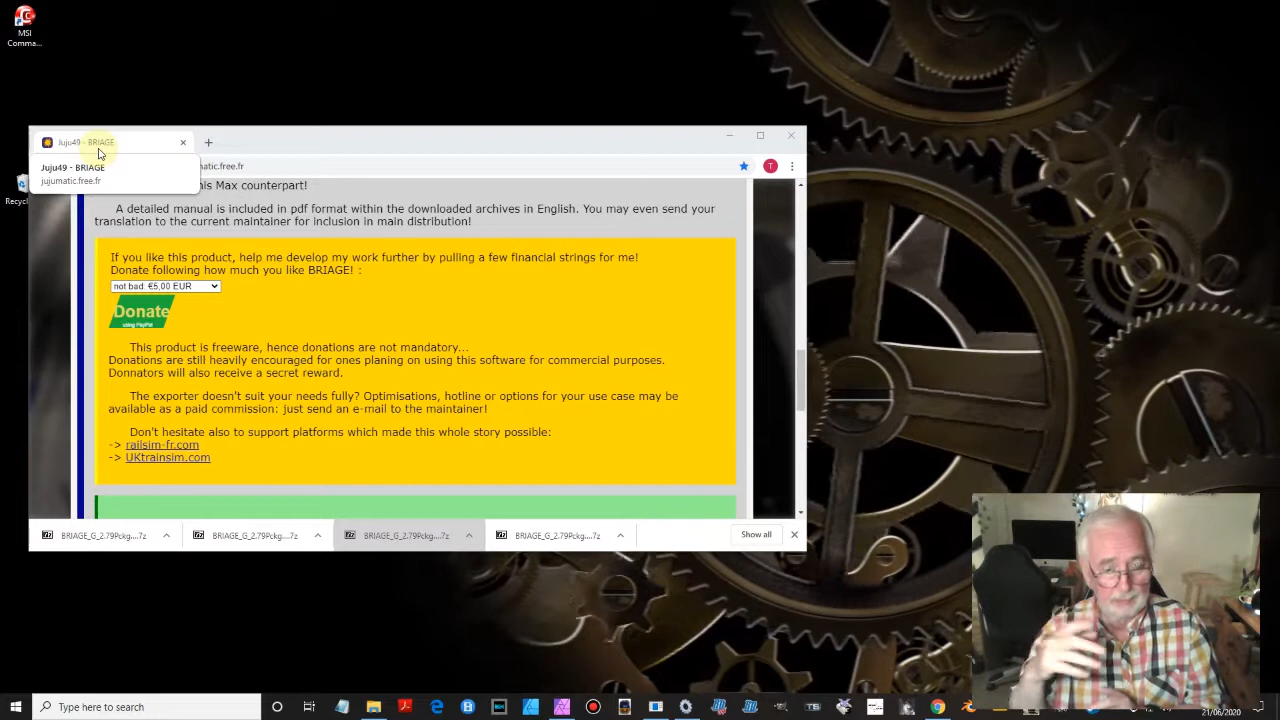 MSI
Comma...
Juju49 - BRIAGE
Juju49 - BRIAGE
jujumatic.free.fr
matic.free.fr
T
his Max counterpart!
A detailed manual is included in pdf format within the downloaded archives in English. You may even send your
translation to the current maintainer for inclusion in main distribution!
If you like this product, help me develop my work further by pulling a few financial strings for me!
Donate following how much you like BRIAGE! :
not bad: €5,00 EUR
Donate
using PayPal
This product is freeware, hence donations are not mandatory...
Donations are still heavily encouraged for ones planing on using this software for commercial purposes.
Donnators will also receive a secret reward.
The exporter doesn't suit your needs fully? Optimisations, hotline or options for your use case may be
available as a paid commission: just send an e-mail to the maintainer!
Don't hesitate also to support platforms which made this whole story possible:
-> railsim-fr.com
-> UKtrainsim.com
BRIAGE_G_2.79Pckg....7z
BRIAGE_G_2.79Pckg....7z
BRIAGE_G_2.79Pckg....7z
BRIAGE_G_2.79Pckg....7z
Show all
Recycl
Type here to search
TS
21/06/2020